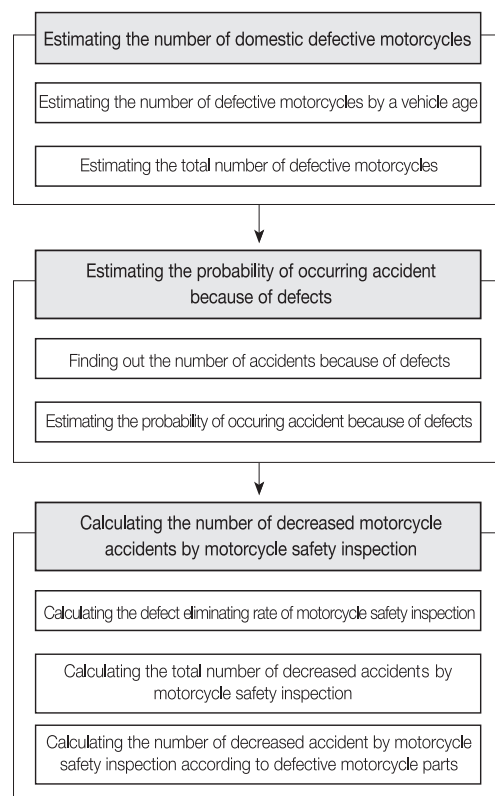 Estimating the number of domestic defective motorcycles
Estimating the number of defective motorcycles by a vehicle age
Estimating the total number of defective motorcycles
Estimating the probability of occurring accident
because of defects
Finding out the number of accidents because of defects
Estimating the probability of occuring accident because of defects
Calculating the number of decreased motorcycle
accidents by motorcycle safety inspection
Calculating the defect eliminating rate of motorcycle safety inspection
Calculating the total number of decreased accidents by
motorcycle safety inspection
Calculating the number of decreased accident by motorcycle
safety inspection according to defective motorcycle parts